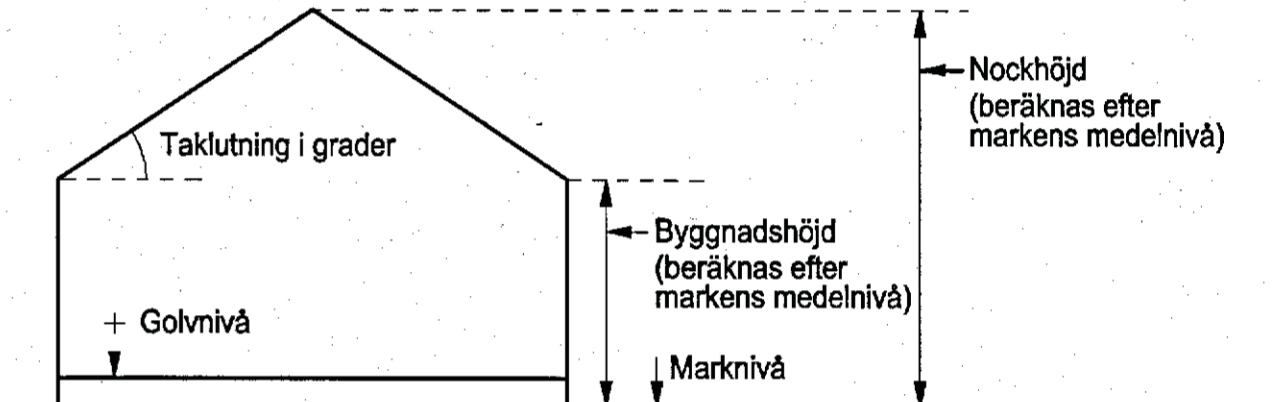 Nockhöjd
(beräknas efter
markens medelnivå)
Taklutning i grader
Byggnadshöjd
(beräknas efter
markens medelnivå)
+ Golvnivå
Marknivå